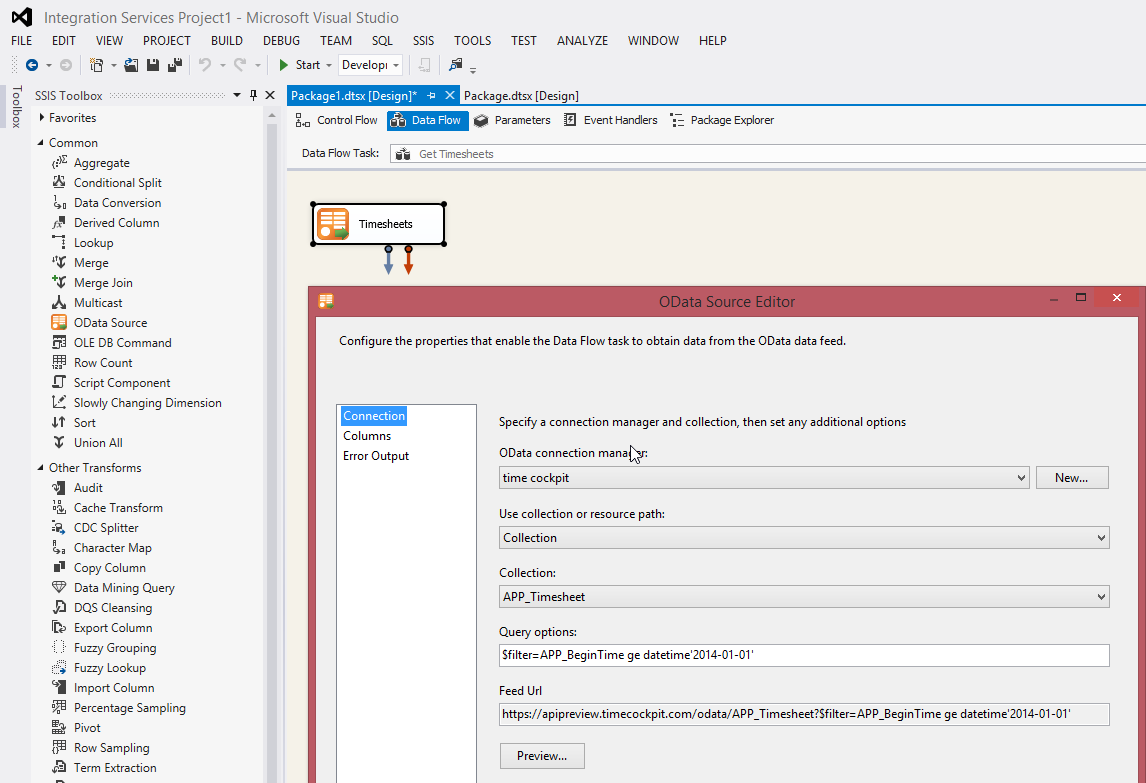 Integration Services Project1 - Microsoft Visual Studio
FILE EDIT VIEW PROJECT BUILD DEBUG TEAM SQL SSIS TOOLS TEST ANALYZE WINDOW HELP
Start Developı
Toolbox
SSIS Toolbox
Favorites
Common
Aggregate
Conditional Split
Data Conversion
Derived Column
Lookup
Merge
Merge Join
Multicast
OData Source
OLE DB Command
Row Count
Script Component
Slowly Changing Dimension
Sort
Union All
Other Transforms
Audit
Cache Transform
CDC Splitter
Character Map
Copy Column
Data Mining Query
DQS Cleansing
Export Column
Fuzzy Grouping
Fuzzy Lookup
Import Column
Percentage Sampling
Pivot
Row Sampling
Term Extraction
Package1.dtsx [Design]* Package.dtsx [Design]
Control Flow Data Flow Parameters Event Handlers Package Explorer
Data Flow Task: Get Timesheets
Timesheets
OData Source Editor
Configure the properties that enable the Data Flow task to obtain data from the OData data feed.
Connection
Columns
Error Output
Specify a connection manager and collection, then set any additional options
OData connection manager:
time cockpit New...
Use collection or resource path:
Collection
Collection:
APP_Timesheet
Query options:
$filter=APP_BeginTime ge datetime'2014-01-01'
Feed Url
https://apipreview.timecockpit.com/odata/APP_Timesheet?$filter=APP_BeginTime ge datetime'2014-01-01'
Preview...